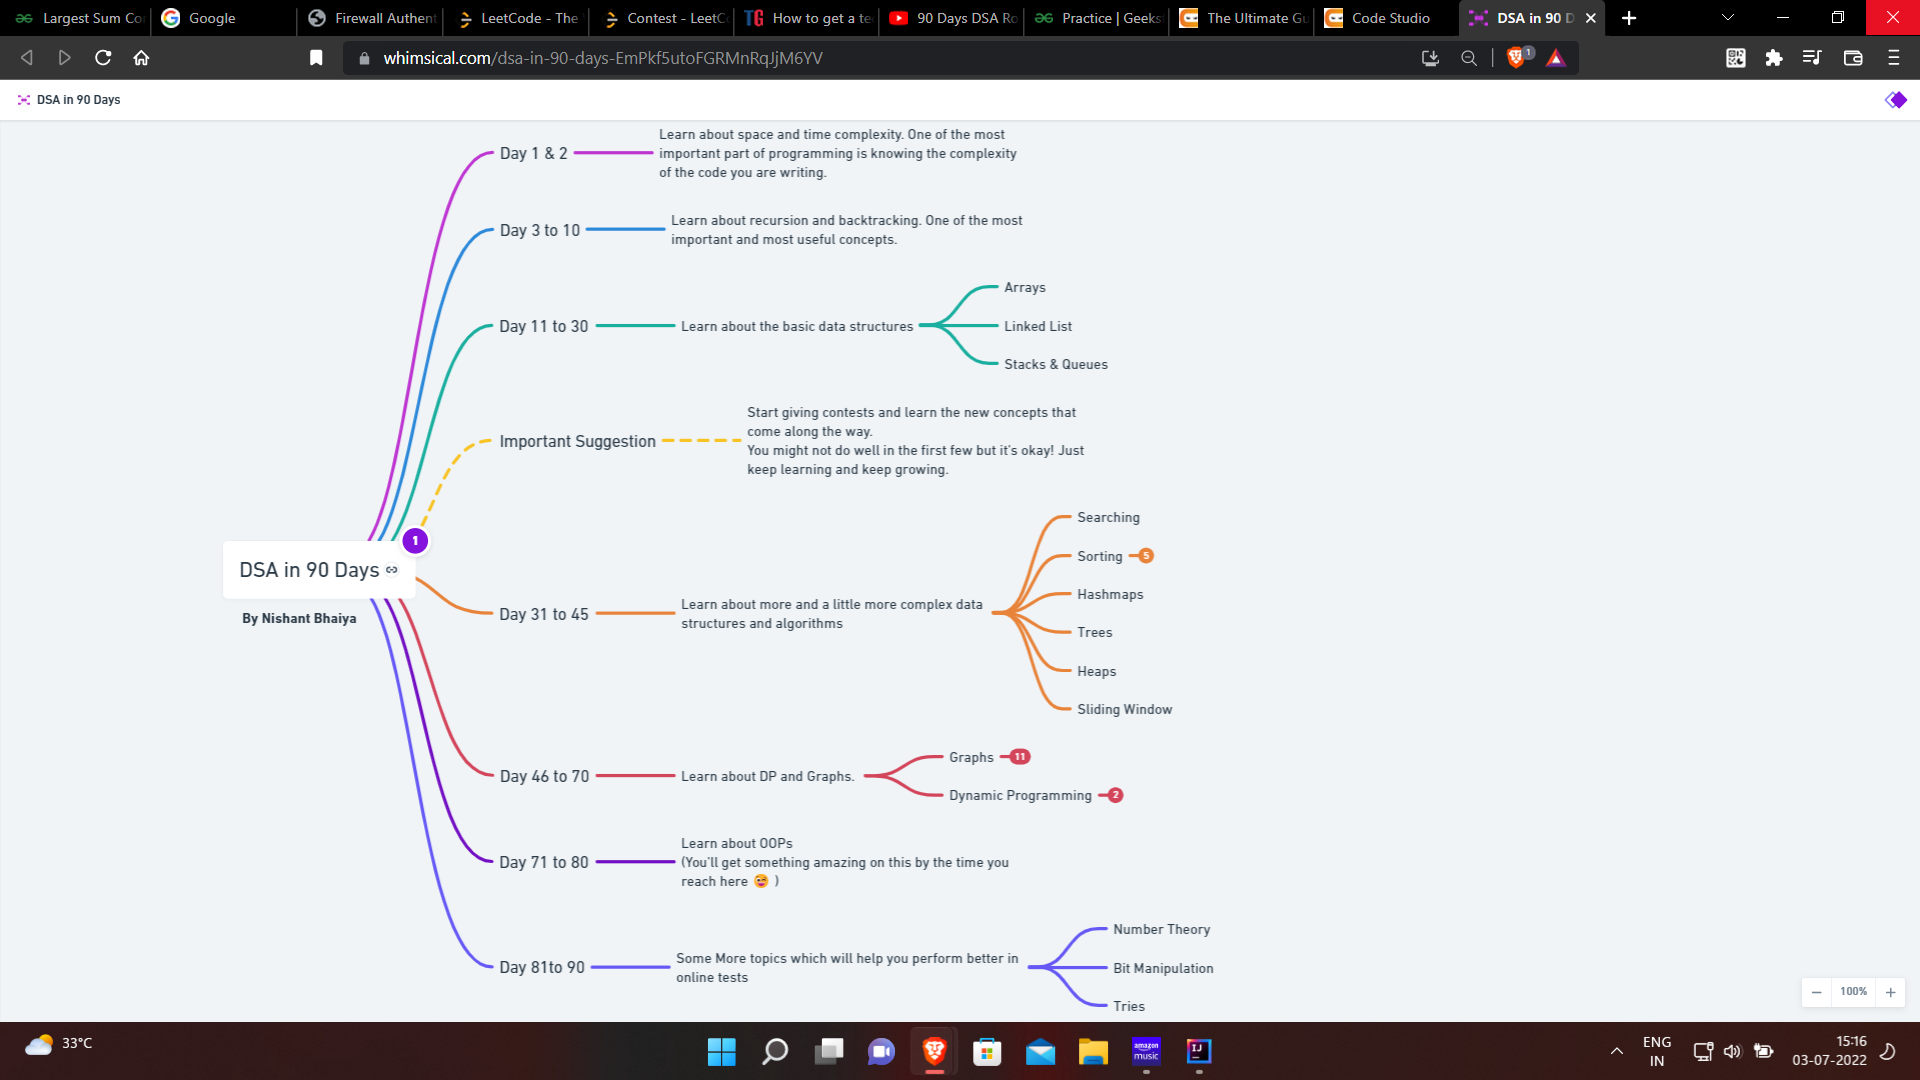 Largest Sum Co
Google
Firewall Authent
LeetCode - The
Contest - LeetC
How to get a te
90 Days DSA Ro
Practice | Geeks
The Ultimate Gu
Code Studio
DSA in 90 D
whimsical.com/dsa-in-90-days-EmPkf5utoFGRMnRqJjM6YV
1
DSA in 90 Days
Day 1 & 2
Learn about space and time complexity. One of the most
important part of programming is knowing the complexity
of the code you are writing.
Day 3 to 10
Learn about recursion and backtracking. One of the most
important and most useful concepts.
Day 11 to 30
Learn about the basic data structures
Arrays
Linked List
Stacks & Queues
Important Suggestion
Start giving contests and learn the new concepts that
come along the way.
You might not do well in the first few but it's okay! Just
keep learning and keep growing.
1
DSA in 90 Days
By Nishant Bhaiya
Day 31 to 45
Learn about more and a little more complex data
structures and algorithms
Searching
Sorting
5
Hashmaps
Trees
Heaps
Sliding Window
Day 46 to 70
Learn about DP and Graphs.
Graphs
11
Dynamic Programming
2
Day 71 to 80
Learn about OOPs
(You'll get something amazing on this by the time you
reach here 😄 )
Day 81to 90
Some More topics which will help you perform better in
online tests
Number Theory
Bit Manipulation
Tries
100%
33°C
amazon
music
IJ
ENG
IN
15:16
03-07-2022